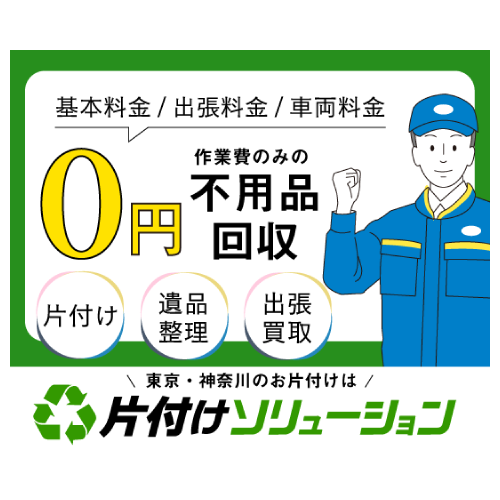 基本料金 / 出張料金 / 車両料金
0円
作業費のみの
不用品
回収
片付け
遺品
整理
出張
買取
\ 東京・神奈川のお片付けは /
片付けソリューション